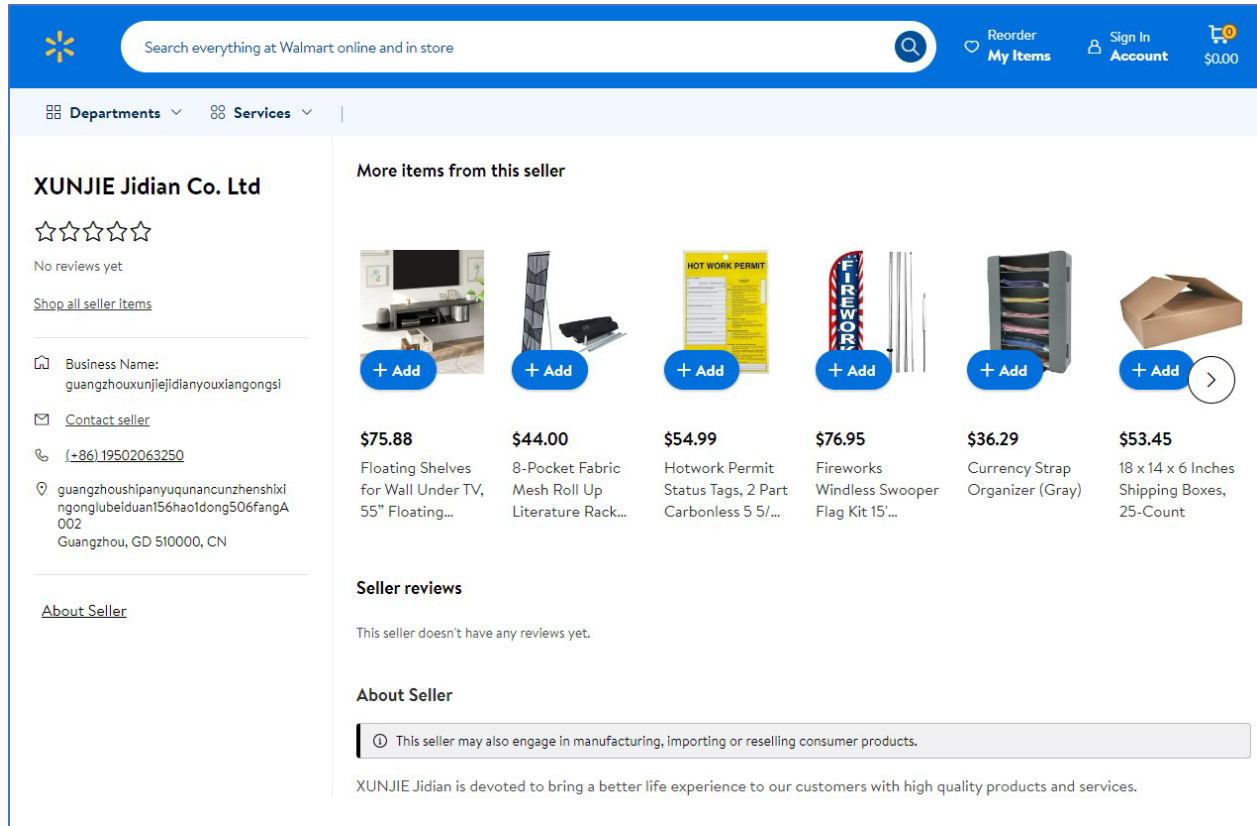 Search everything at Walmart online and in store
Reorder
My Items
Sign In
Account
0
$0.00
Departments
Services
XUNJIE Jidian Co. Ltd
No reviews yet
Shop all seller items
Business Name:
guangzhouxunjiejidianyouxiangongsi
Contact seller
(+86) 19502063250
guangzhoushipanyuqunancunzhenshixi
ngonglubeiduan156hao1dong506fangA
002
Guangzhou, GD 510000, CN
About Seller
More items from this seller
HOT WORK PERMIT
FIREWORK
+ Add
+ Add
+ Add
+ Add
+ Add
+ Add
$75.88
Floating Shelves
for Wall Under TV,
55” Floating...
$44.00
8-Pocket Fabric
Mesh Roll Up
Literature Rack...
$54.99
Hotwork Permit
Status Tags, 2 Part
Carbonless 5 5/...
$76.95
Fireworks
Windless Swooper
Flag Kit 15'...
$36.29
Currency Strap
Organizer (Gray)
$53.45
18 x 14 x 6 Inches
Shipping Boxes,
25-Count
Seller reviews
This seller doesn't have any reviews yet.
About Seller
This seller may also engage in manufacturing, importing or reselling consumer products.
XUNJIE Jidian is devoted to bring a better life experience to our customers with high quality products and services.